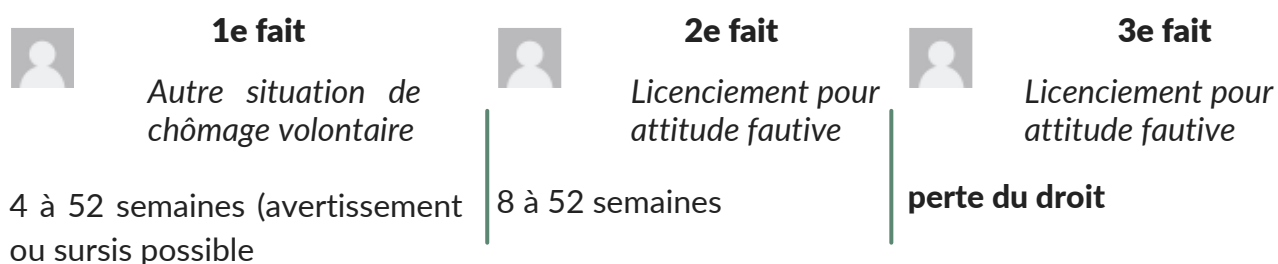 1e fait
Autre situation de
chômage volontaire
4 à 52 semaines (avertissement
ou sursis possible
2e fait
Licenciement pour
attitude fautive
8 à 52 semaines
3e fait
Licenciement pour
attitude fautive
perte du droit